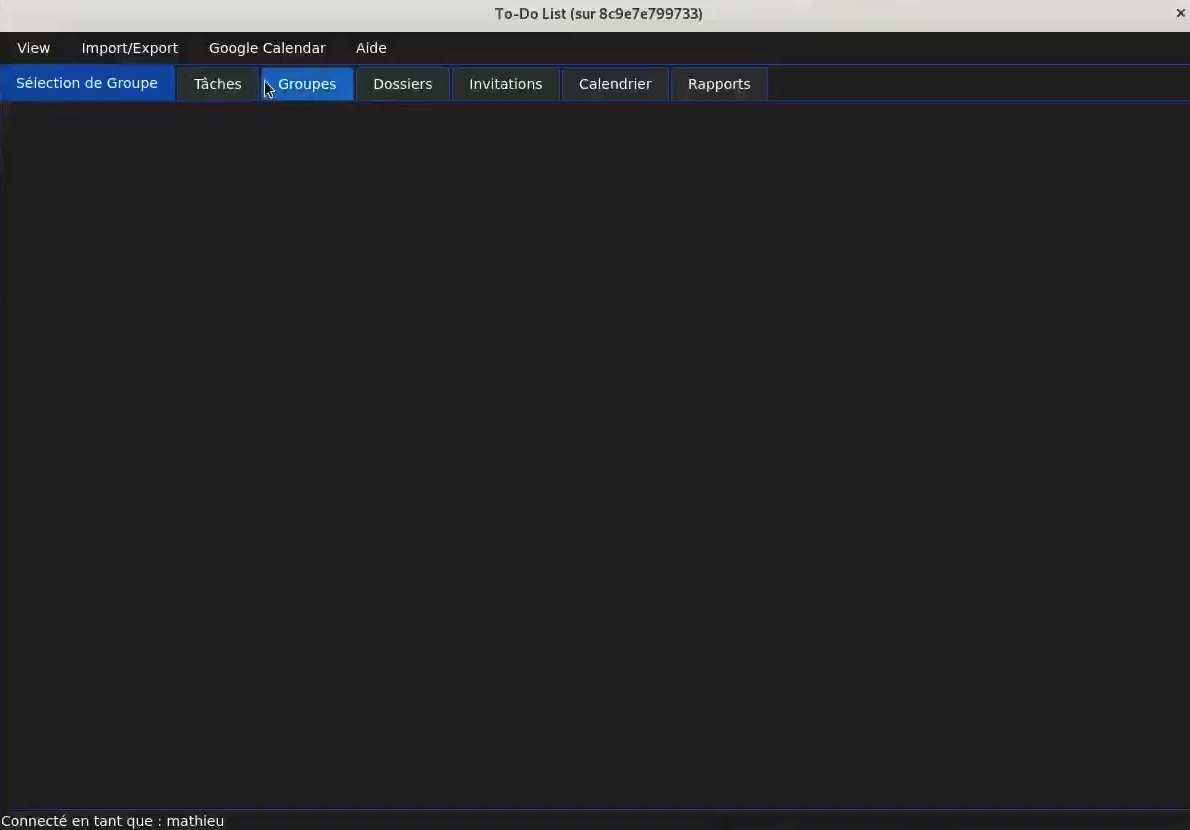 To-Do List (sur 8c9e7e799733)
×
View Import/Export Google Calendar Aide
Sélection de Groupe Tâches Groupes Dossiers Invitations Calendrier Rapports
Connecté en tant que : mathieu